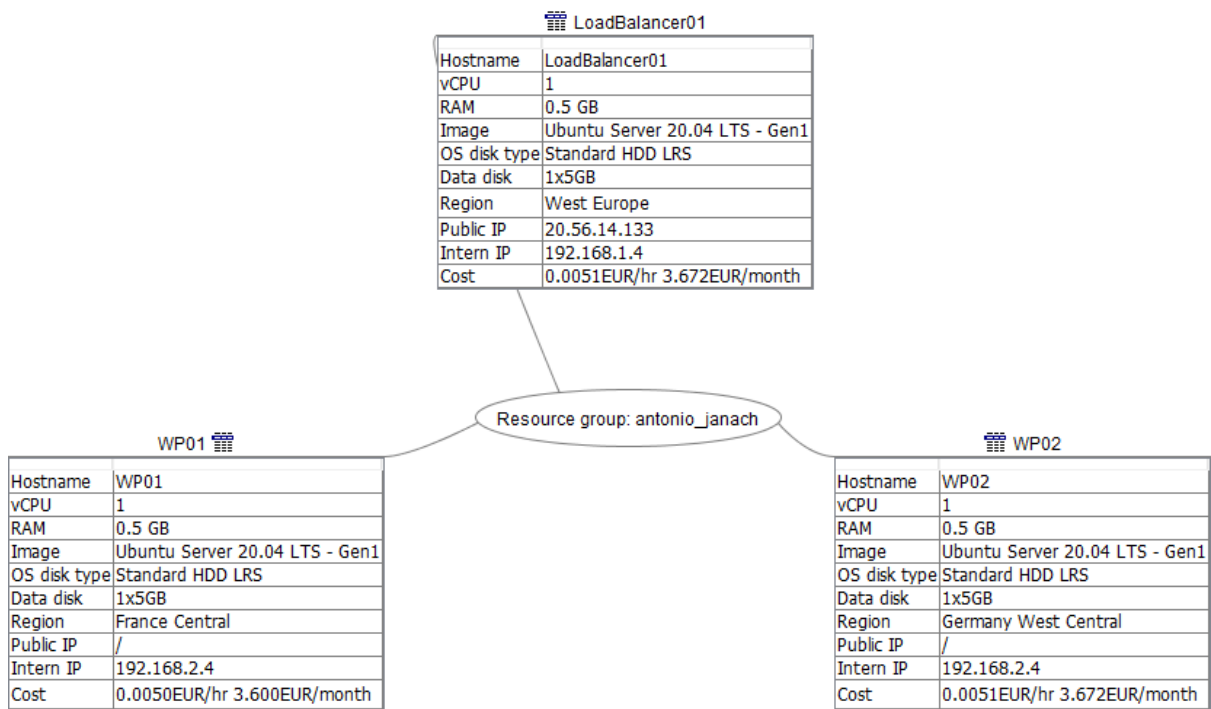 LoadBalancer01
Hostname LoadBalancer01
vCPU 1
RAM 0.5 GB
Image Ubuntu Server 20.04 LTS - Gen1
OS disk type Standard HDD LRS
Data disk 1x5GB
Region West Europe
Public IP 20.56.14.133
Intern IP 192.168.1.4
Cost 0.0051EUR/hr 3.672EUR/month
Resource group: antonio_janach
WP01
Hostname WP01
vCPU 1
RAM 0.5 GB
Image Ubuntu Server 20.04 LTS - Gen1
OS disk type Standard HDD LRS
Data disk 1x5GB
Region France Central
Public IP /
Intern IP 192.168.2.4
Cost 0.0050EUR/hr 3.600EUR/month
WP02
Hostname WP02
vCPU 1
RAM 0.5 GB
Image Ubuntu Server 20.04 LTS - Gen1
OS disk type Standard HDD LRS
Data disk 1x5GB
Region Germany West Central
Public IP /
Intern IP 192.168.2.4
Cost 0.0051EUR/hr 3.672EUR/month